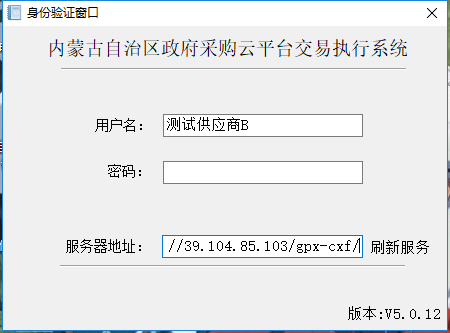 身份验证窗口
内蒙古自治区政府采购云平台交易执行系统
用户名: 测试供应商B
密码:
服务器地址: //39.104.85.103/gpx-cxf/ 刷新服务
版本:V5.0.12